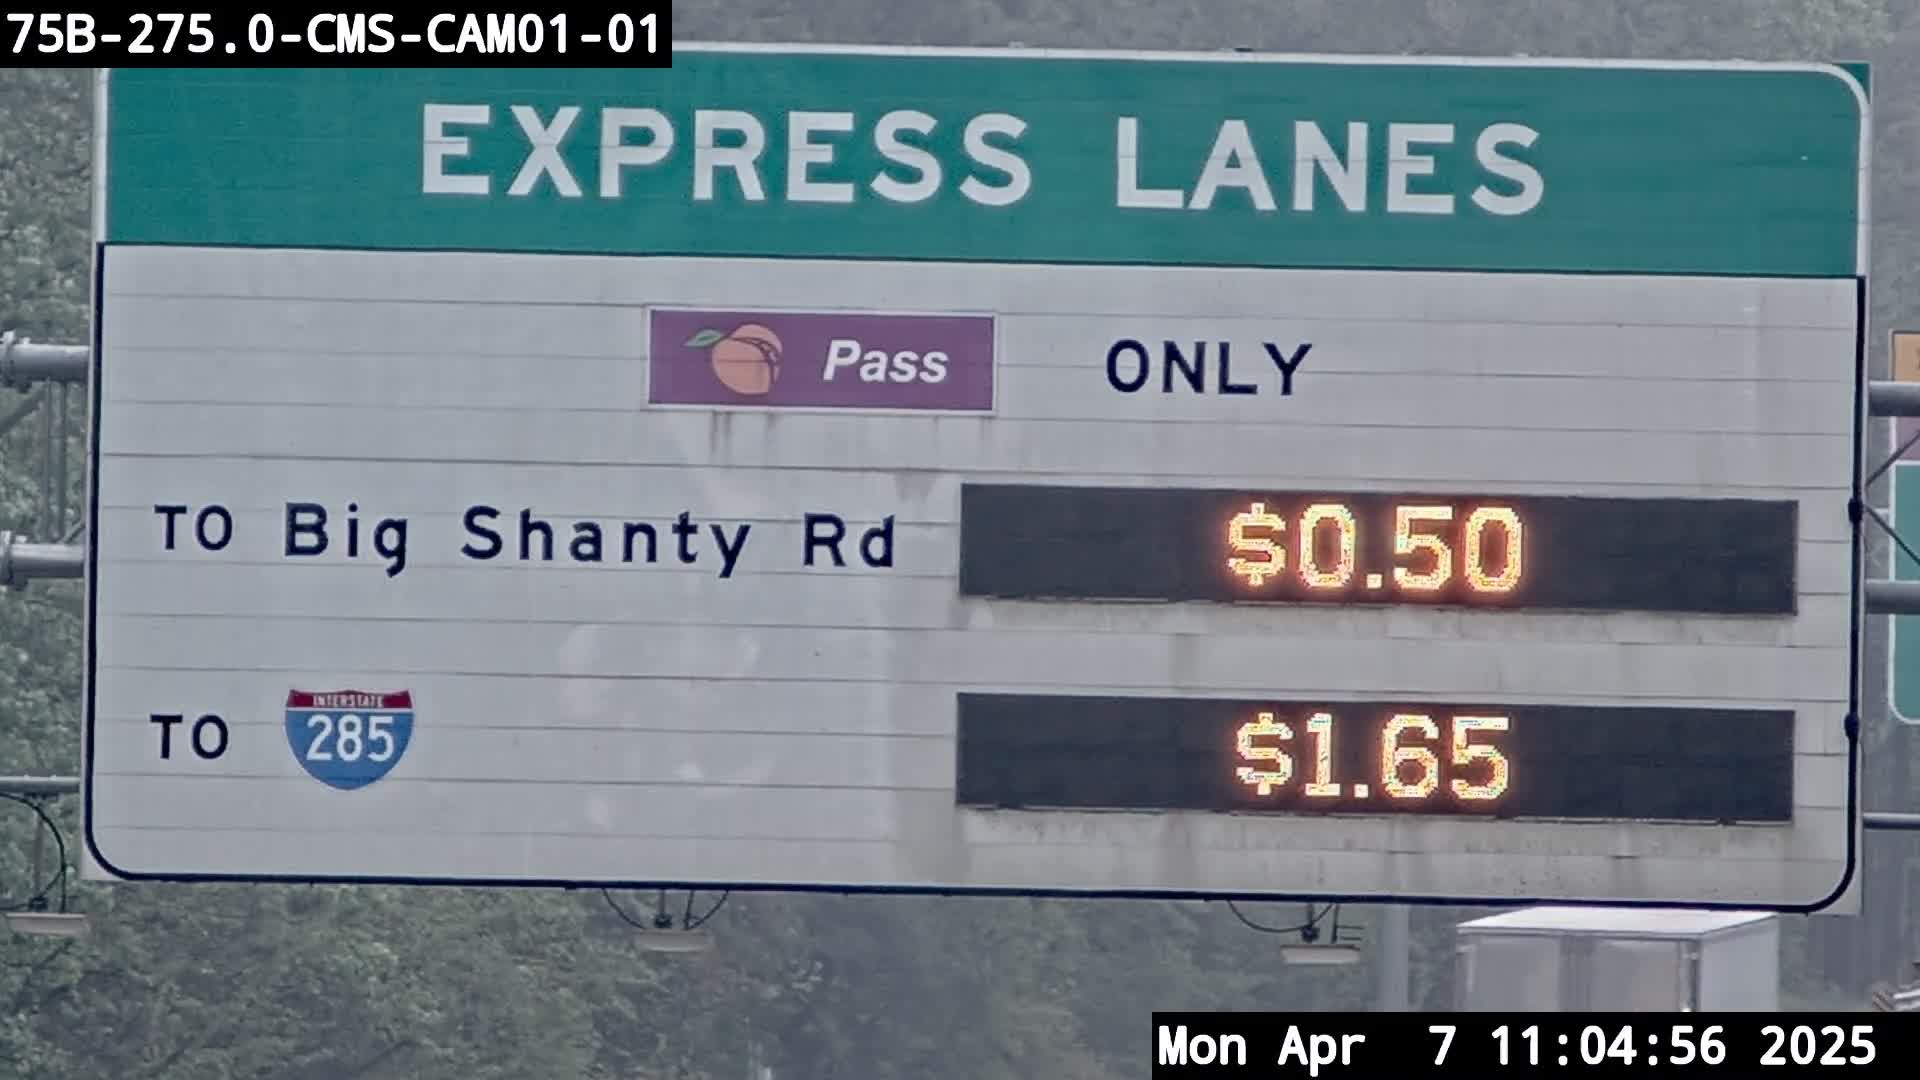 75B-275.0-CMS-CAM01-01
EXPRESS LANES
Pass ONLY
TO Big Shanty Rd $0.50
TO INTERSTATE 285 $1.65
Mon Apr 7 11:04:56 2025